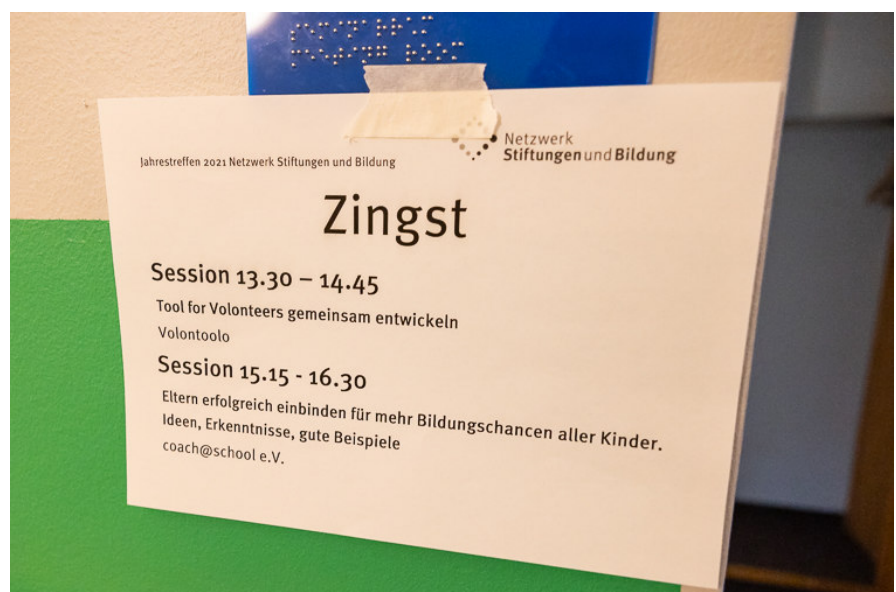 Jahrestreffen 2021 Netzwerk Stiftungen und Bildung
Netzwerk
Stiftungen und Bildung
Zingst
Session 13.30 – 14.45
Tool for Volonteers gemeinsam entwickeln
Volontoolo
Session 15.15 - 16.30
Eltern erfolgreich einbinden für mehr Bildungschancen aller Kinder.
Ideen, Erkenntnisse, gute Beispiele
coach@school e.V.